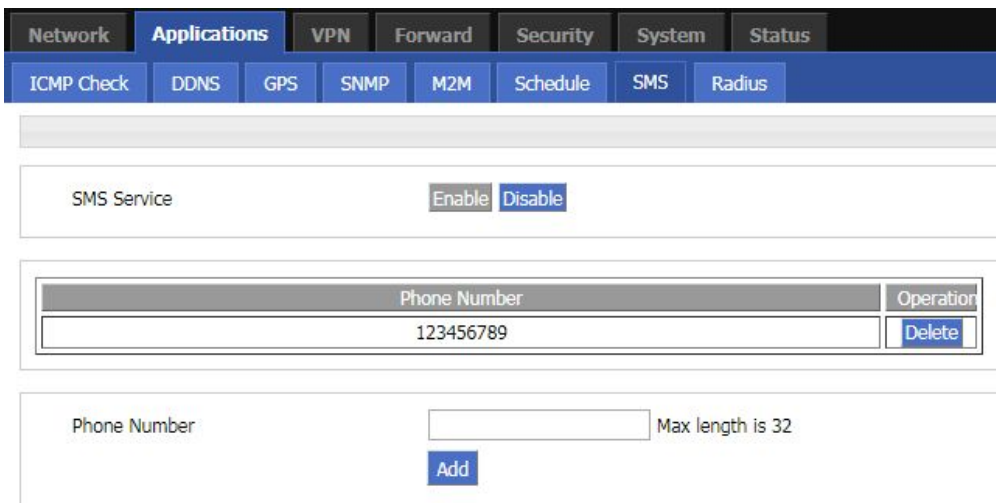 Network Applications VPN Forward Security System Status
ICMP Check DDNS GPS SNMP M2M Schedule SMS Radius
SMS Service Enable Disable
Phone Number Operation
123456789 Delete
Phone Number Max length is 32
Add